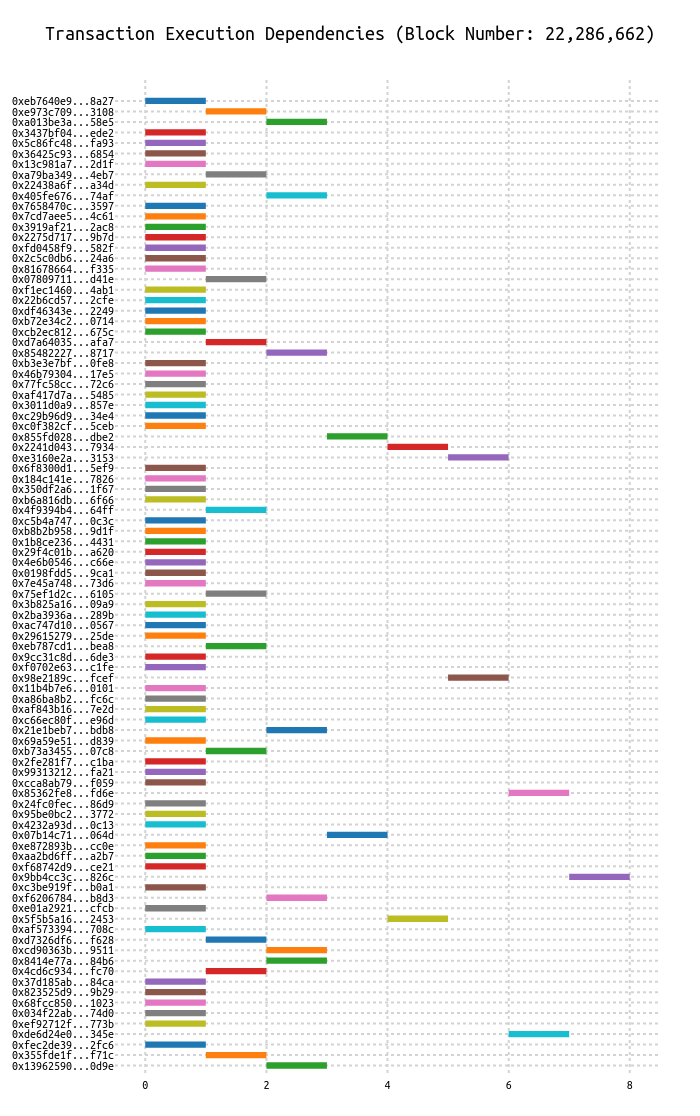 Transaction Execution Dependencies (Block Number: 22,286,662)
0xeb7640e9...8a27
0xe973c709...3108
0xa013be3a...58e5
0x3437bf04...ede2
0x5c86fc48...fa93
0x36425c93...6854
0x13c981a7...2d1f
0xa79ba349...4eb7
0x22438a6f...a34d
0x405fe676...74af
0x7658470c...3597
0x7cd7aee5...4c61
0x3919af21...2ac8
0x2275d717...9b7d
0xfd0458f9...582f
0x2c5c0db6...24a6
0x81678664...f335
0x07809711...d41e
0xf1ec1460...4ab1
0x22b6cd57...2cfe
0xdf46343e...2249
0xb72e34c2...0714
0xcb2ec812...675c
0xd7a64035...afa7
0x85482227...8717
0xb3e3e7bf...0fe8
0x46b79304...17e5
0x77fc58cc...72c6
0xaf417d7a...5485
0x3011d0a9...857e
0xc29b96d9...34e4
0xc0f382cf...5ceb
0x855fd028...dbe2
0x2241d043...7934
0xe3160e2a...3153
0x6f8300d1...5ef9
0x184c141e...7826
0x350df2a6...1f67
0xb6a816db...6f66
0x4f9394b4...64ff
0xc5b4a747...0c3c
0xb8b2b958...9d1f
0x1b8ce236...4431
0x29f4c01b...a620
0x4e6b0546...c66e
0x0198fdd5...9ca1
0x7e45a748...73d6
0x75ef1d2c...6105
0x3b825a16...09a9
0x2ba3936a...289b
0xac747d10...0567
0x29615279...25de
0xeb787cd1...bea8
0x9cc31c8d...6de3
0xf0702e63...c1fe
0x98e2189c...fcef
0x11b4b7e6...0101
0xa86ba8b2...fc6c
0xaf843b16...7e2d
0xc66ec80f...e96d
0x21e1beb7...bdb8
0x69a59e51...d839
0xb73a3455...07c8
0x2fe281f7...c1ba
0x99313212...fa21
0xcca8ab79...f059
0x85362fe8...fd6e
0x24fc0fec...86d9
0x95be0bc2...3772
0x4232a93d...0c13
0x07b14c71...064d
0xe872893b...cc0e
0xaa2bd6ff...a2b7
0xf68742d9...ce21
0x9bb4cc3c...826c
0xc3be919f...b0a1
0xf6206784...b8d3
0xe01a2921...cfcb
0x5f5b5a16...2453
0xaf573394...708c
0xd7326df6...f628
0xcd90363b...9511
0x8414e77a...84b6
0x4cd6c934...fc70
0x37d185ab...84ca
0x823525d9...9b29
0x68fcc850...1023
0x034f22ab...74d0
0xef92712f...773b
0xde6d24e0...345e
0xfec2de39...2fc6
0x355fde1f...f71c
0x13962590...0d9e
0 2 4 6 8